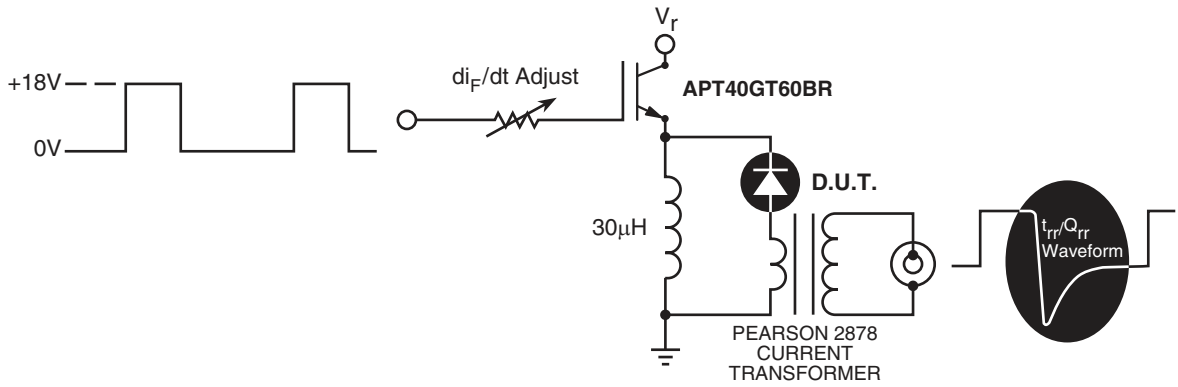 V_r
+18V
di_F/dt Adjust
APT40GT60BR
0V
D.U.T.
30μH
t_rr/Q_rr
Waveform
PEARSON 2878
CURRENT
TRANSFORMER